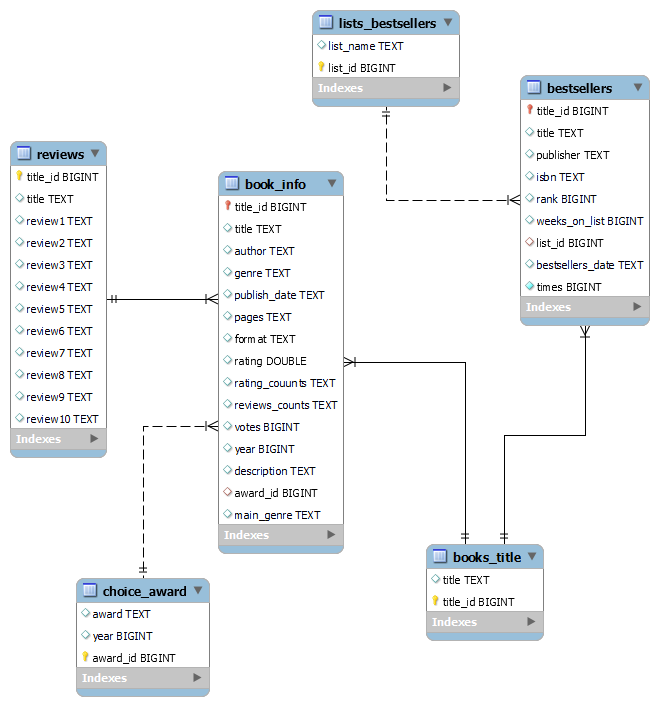 lists_bestsellers
list_name TEXT
list_id BIGINT
Indexes
bestsellers
title_id BIGINT
title TEXT
publisher TEXT
isbn TEXT
rank BIGINT
weeks_on_list BIGINT
list_id BIGINT
bestsellers_date TEXT
times BIGINT
Indexes
reviews
title_id BIGINT
title TEXT
review1 TEXT
review2 TEXT
review3 TEXT
review4 TEXT
review5 TEXT
review6 TEXT
review7 TEXT
review8 TEXT
review9 TEXT
review10 TEXT
Indexes
book_info
title_id BIGINT
title TEXT
author TEXT
genre TEXT
publish_date TEXT
pages TEXT
format TEXT
rating DOUBLE
rating_couunts TEXT
reviews_counts TEXT
votes BIGINT
year BIGINT
description TEXT
award_id BIGINT
main_genre TEXT
Indexes
books_title
title TEXT
title_id BIGINT
Indexes
choice_award
award TEXT
year BIGINT
award_id BIGINT
Indexes